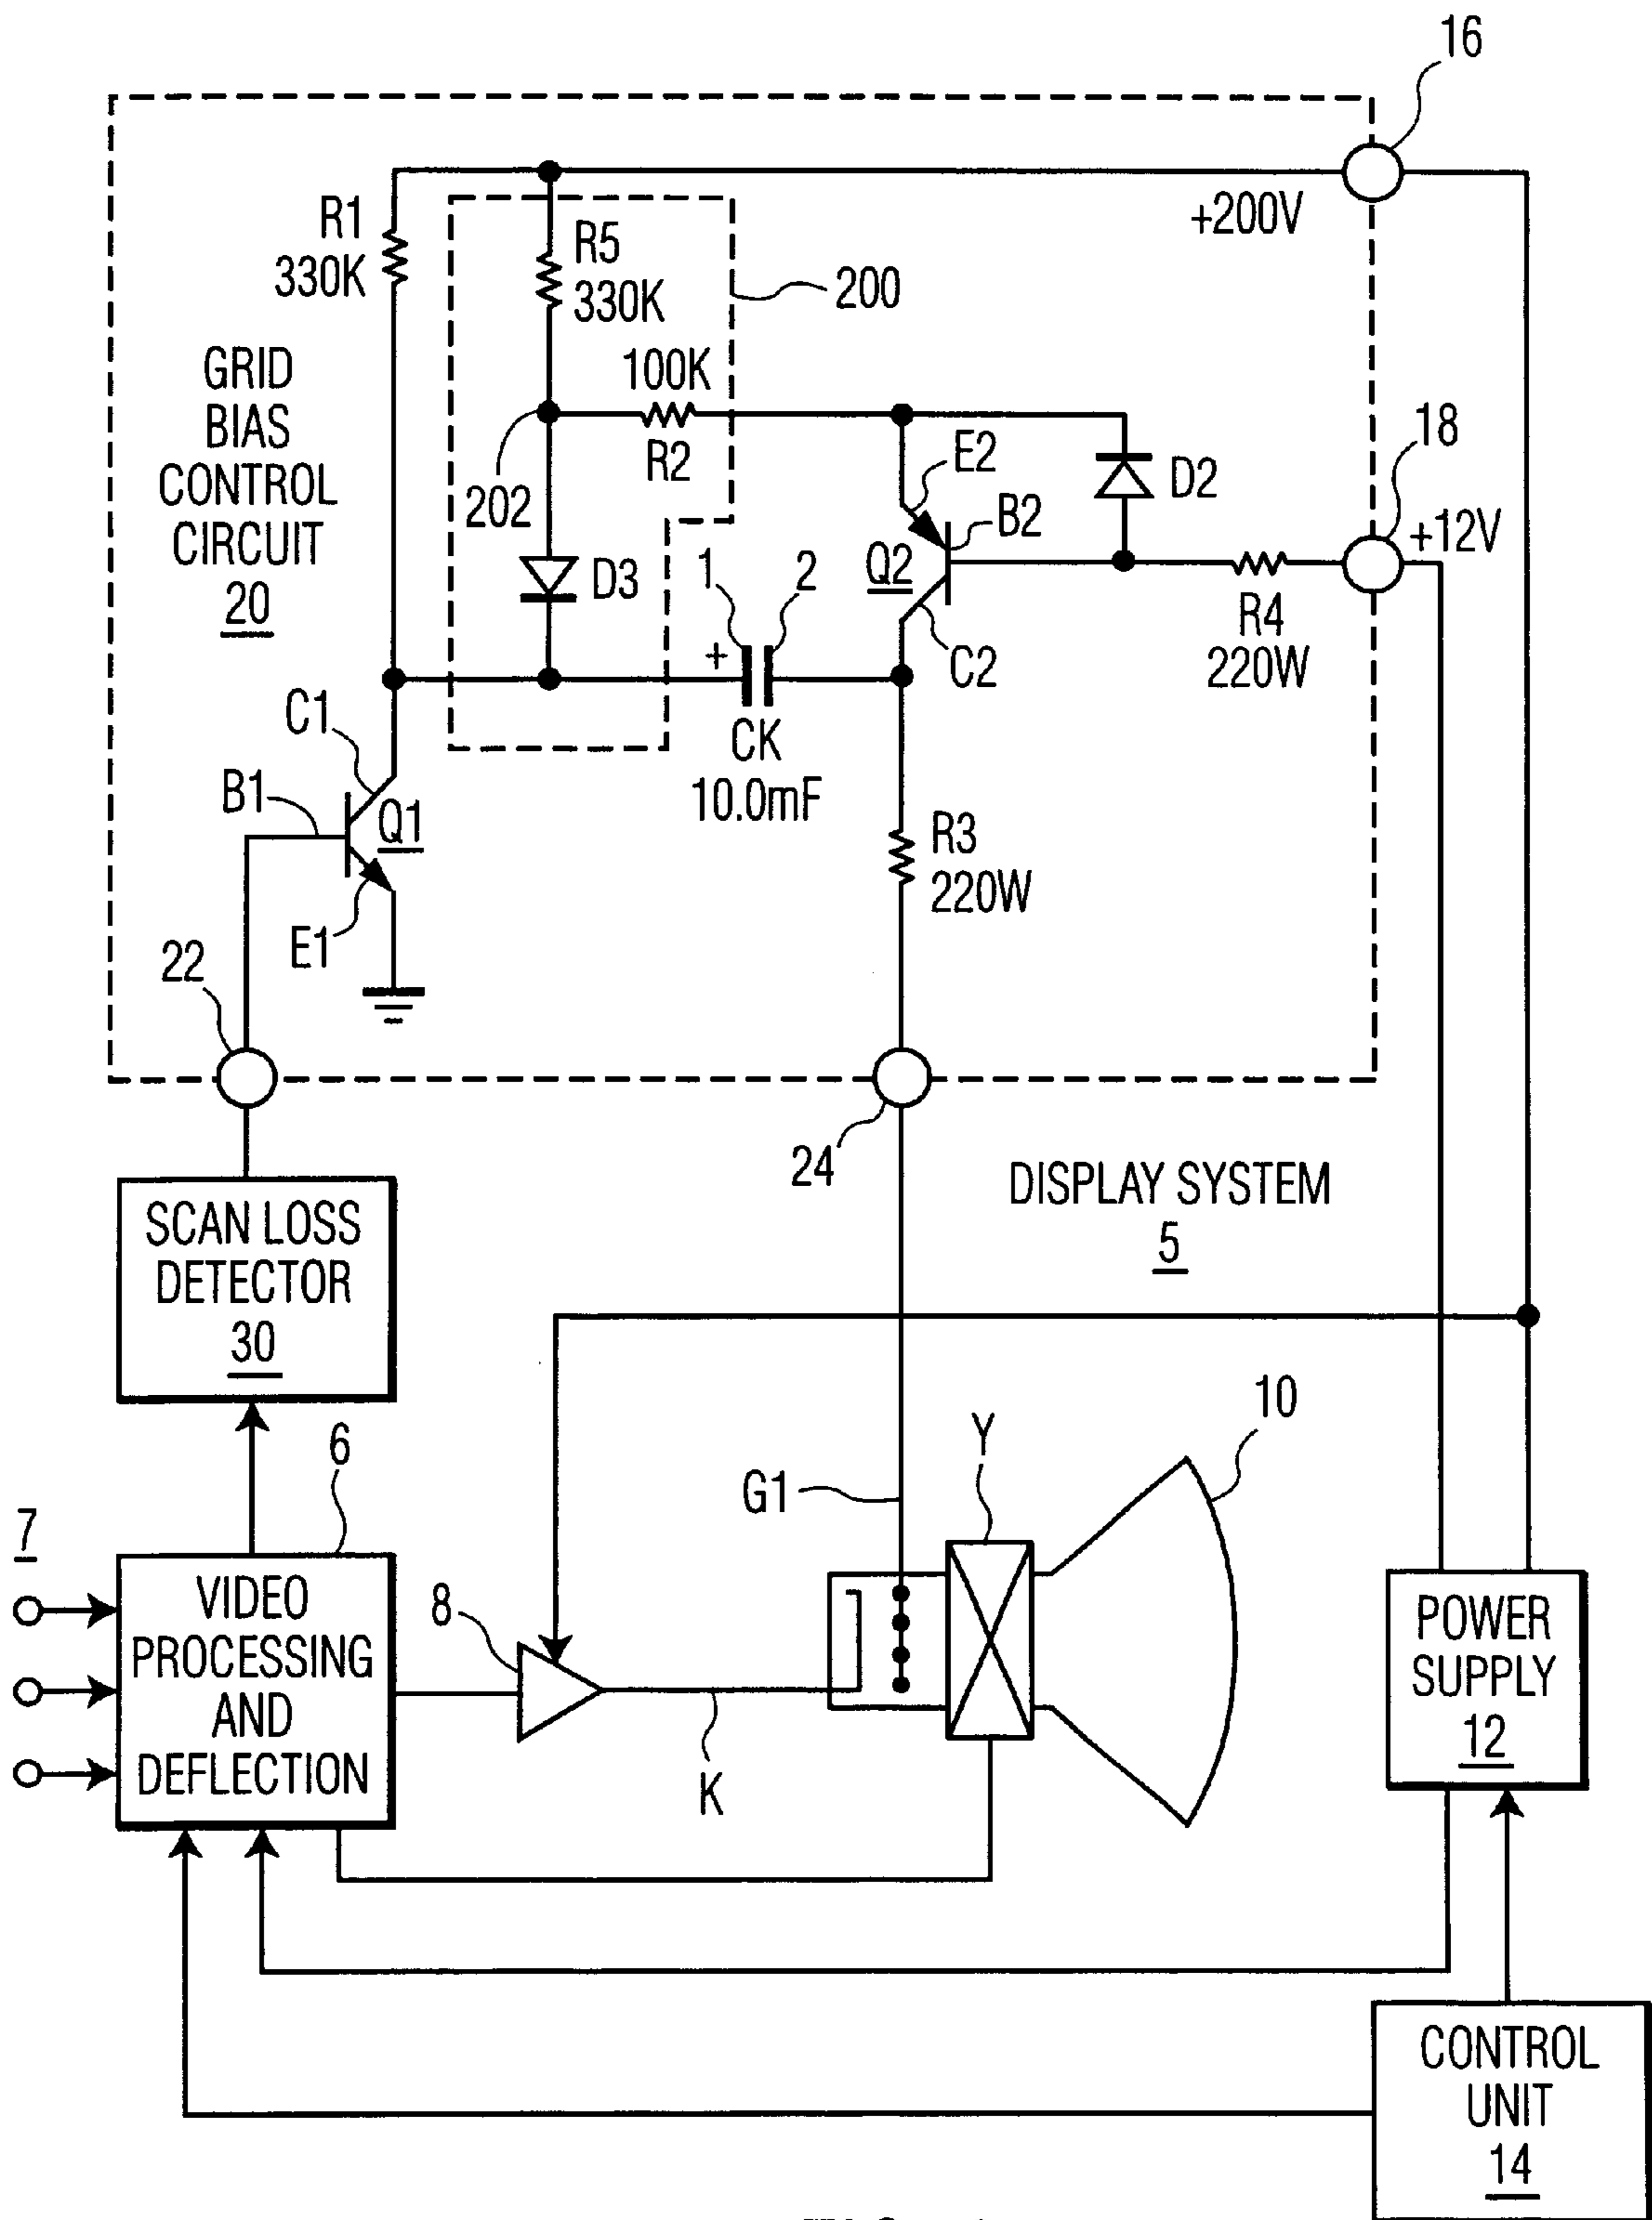 16
+200V
R1
330K
R5
330K
200
GRID
BIAS
CONTROL
CIRCUIT
20
100K
R2
202
E2
B2
D2
18
+12V
Q2
D3
1
2
+
C2
R4
220W
CK
10.0mF
C1
B1
Q1
E1
R3
220W
22
24
DISPLAY SYSTEM
5
SCAN LOSS
DETECTOR
30
6
7
VIDEO
PROCESSING
AND
DEFLECTION
8
K
G1
Y
10
POWER
SUPPLY
12
CONTROL
UNIT
14